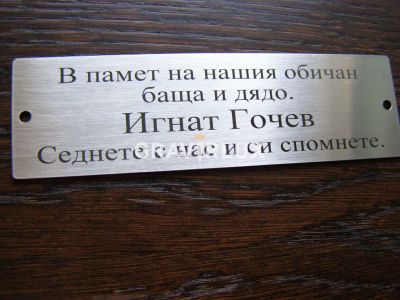 В памет на нашия обичан
баща и дядо.
Игнат Гочев
Седнете с нас и си спомнете.